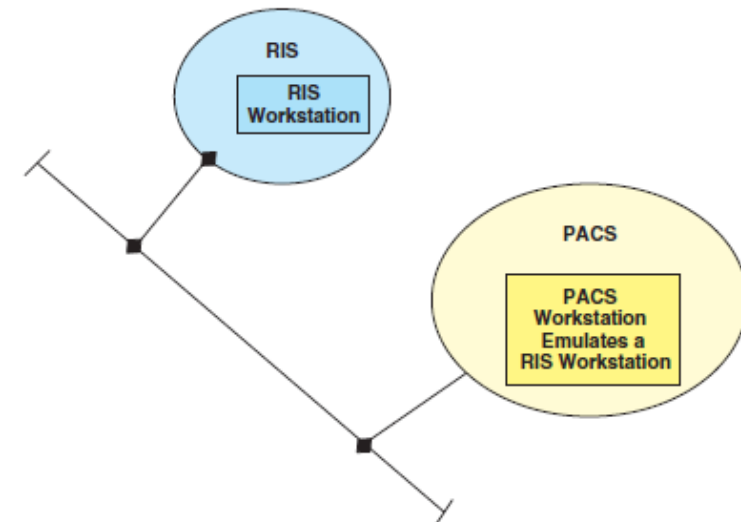 RIS
RIS
Workstation
PACS
PACS
Workstation
Emulates a
RIS Workstation